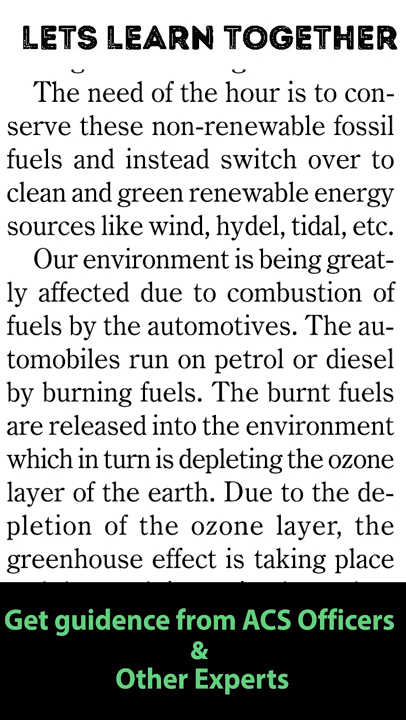 LETS LEARN TOGETHER
The need of the hour is to con-
serve these non-renewable fossil
fuels and instead switch over to
clean and green renewable energy
sources like wind, hydel, tidal, etc.
Our environment is being great-
ly affected due to combustion of
fuels by the automotives. The au-
tomobiles run on petrol or diesel
by burning fuels. The burnt fuels
are released into the environment
which in turn is depleting the ozone
layer of the earth. Due to the de-
pletion of the ozone layer, the
greenhouse effect is taking place
Get guidence from ACS Officers
&
Other Experts